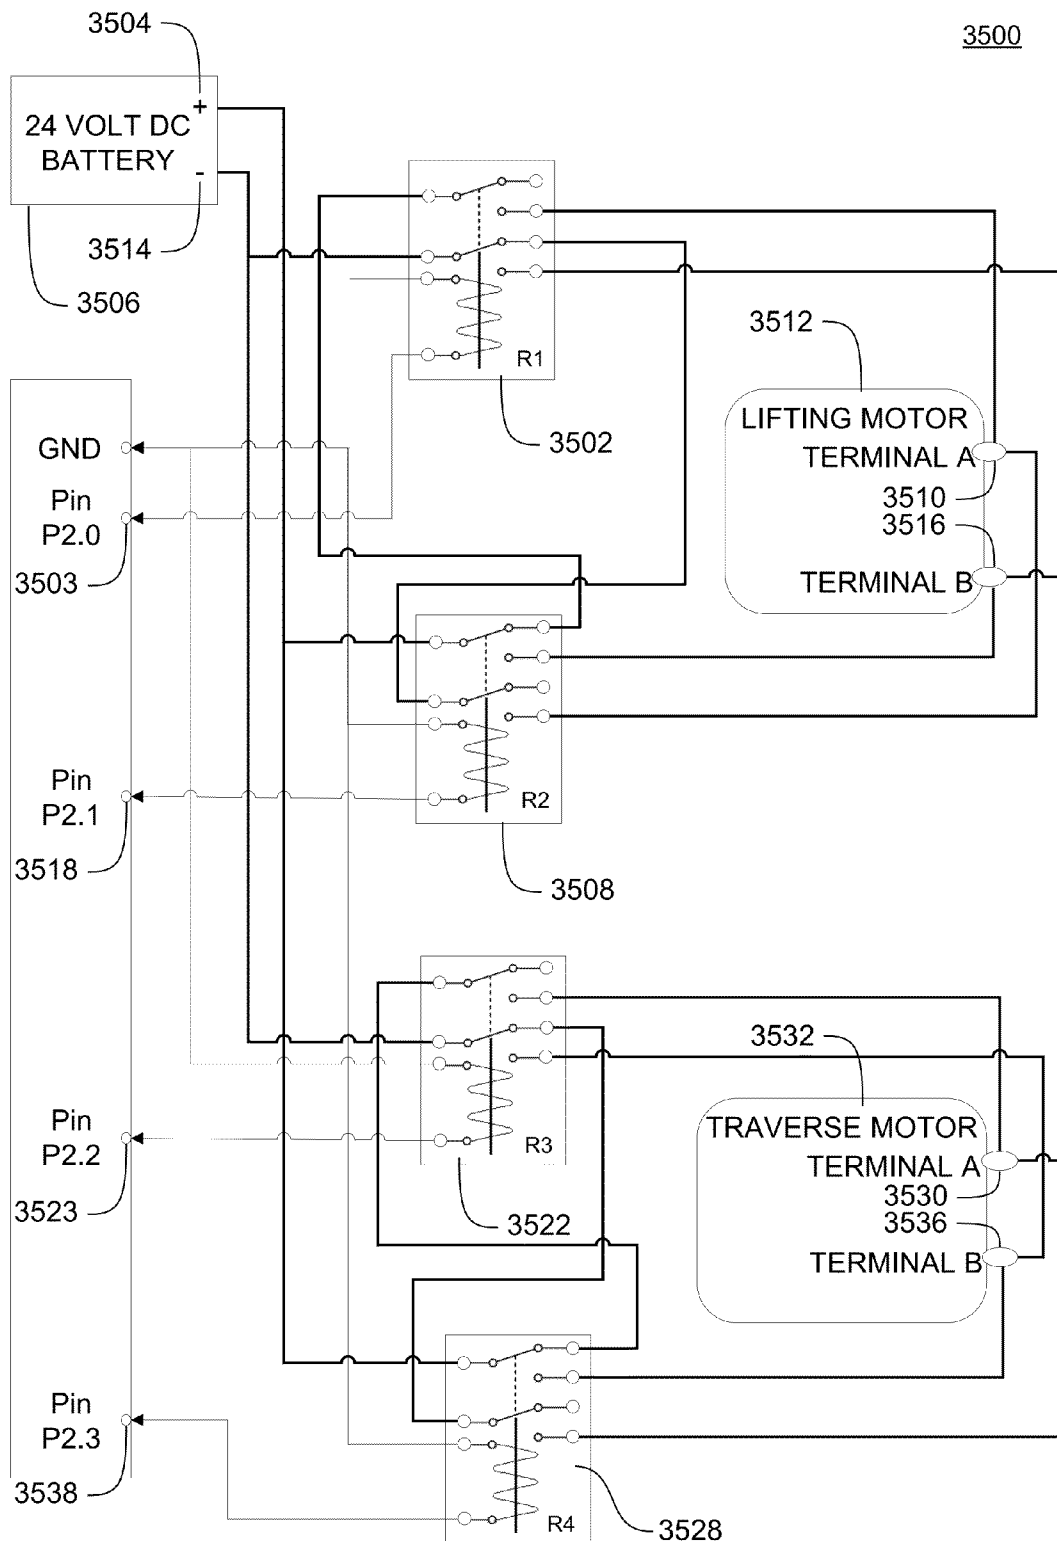 3504
3500
24 VOLT DC
BATTERY
+
-
3514
3506
R1
3502
3512
LIFTING MOTOR
TERMINAL A
3510
3516
TERMINAL B
GND
Pin
P2.0
3503
Pin
P2.1
3518
R2
3508
3532
TRAVERSE MOTOR
TERMINAL A
3530
3536
TERMINAL B
Pin
P2.2
3523
R3
3522
Pin
P2.3
3538
R4
3528